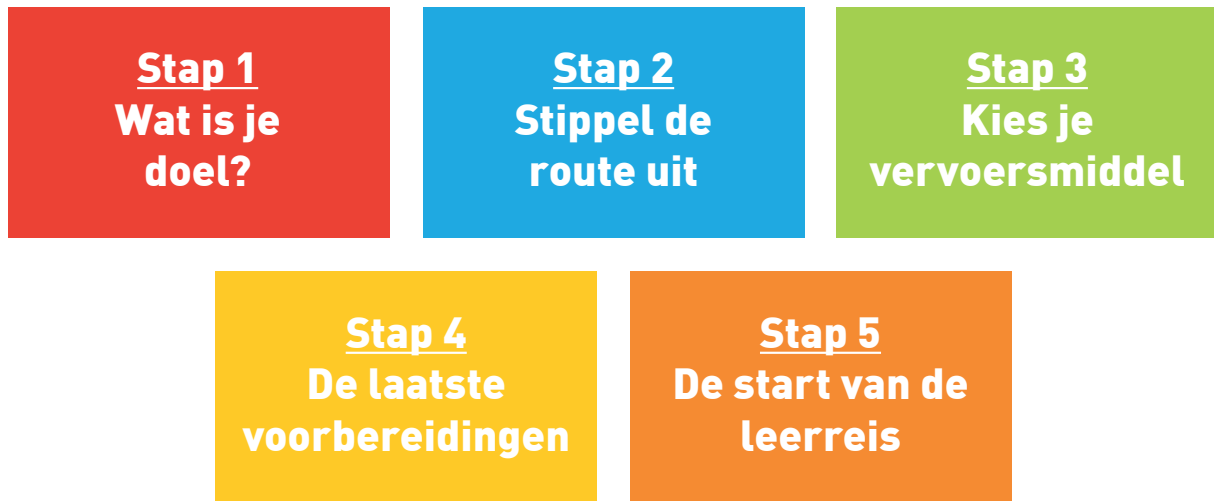 Stap 1
Wat is je
doel?
Stap 2
Stippel de
route uit
Stap 3
Kies je
vervoersmiddel
Stap 4
De laatste
voorbereidingen
Stap 5
De start van de
leerreis